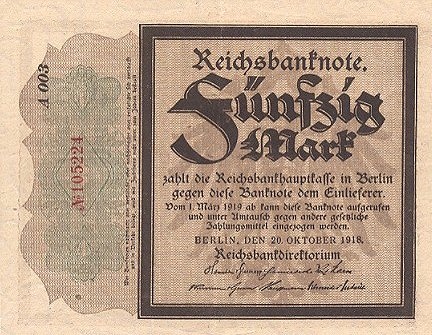 A 003
№105224
Reichsbanknote.
Fünfzig
Mark
zahlt die Reichsbankhauptkasse in Berlin
gegen diese Banknote dem Einlieferer.
Vom 1. März 1919 ab kann diese Banknote aufgerufen
und unter Umtausch gegen andere gesetzliche
Zahlungsmittel eingezogen werden.
BERLIN, DEN 20. OKTOBER 1918.
Reichsbankdirektorium